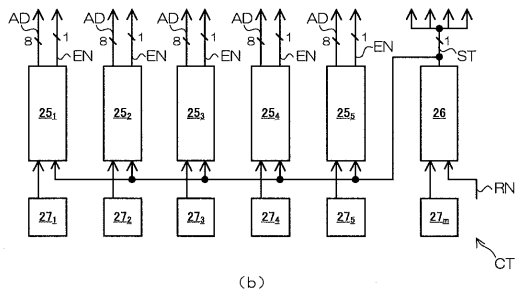 AD AD AD AD AD
8 1 8 1 8 1 8 1 8 1 1
EN EN EN EN EN ST
25₁ 25₂ 25₃ 25₄ 25₅ 26
RN
27₁ 27₂ 27₃ 27₄ 27₅ 27ₘ
CT
(b)